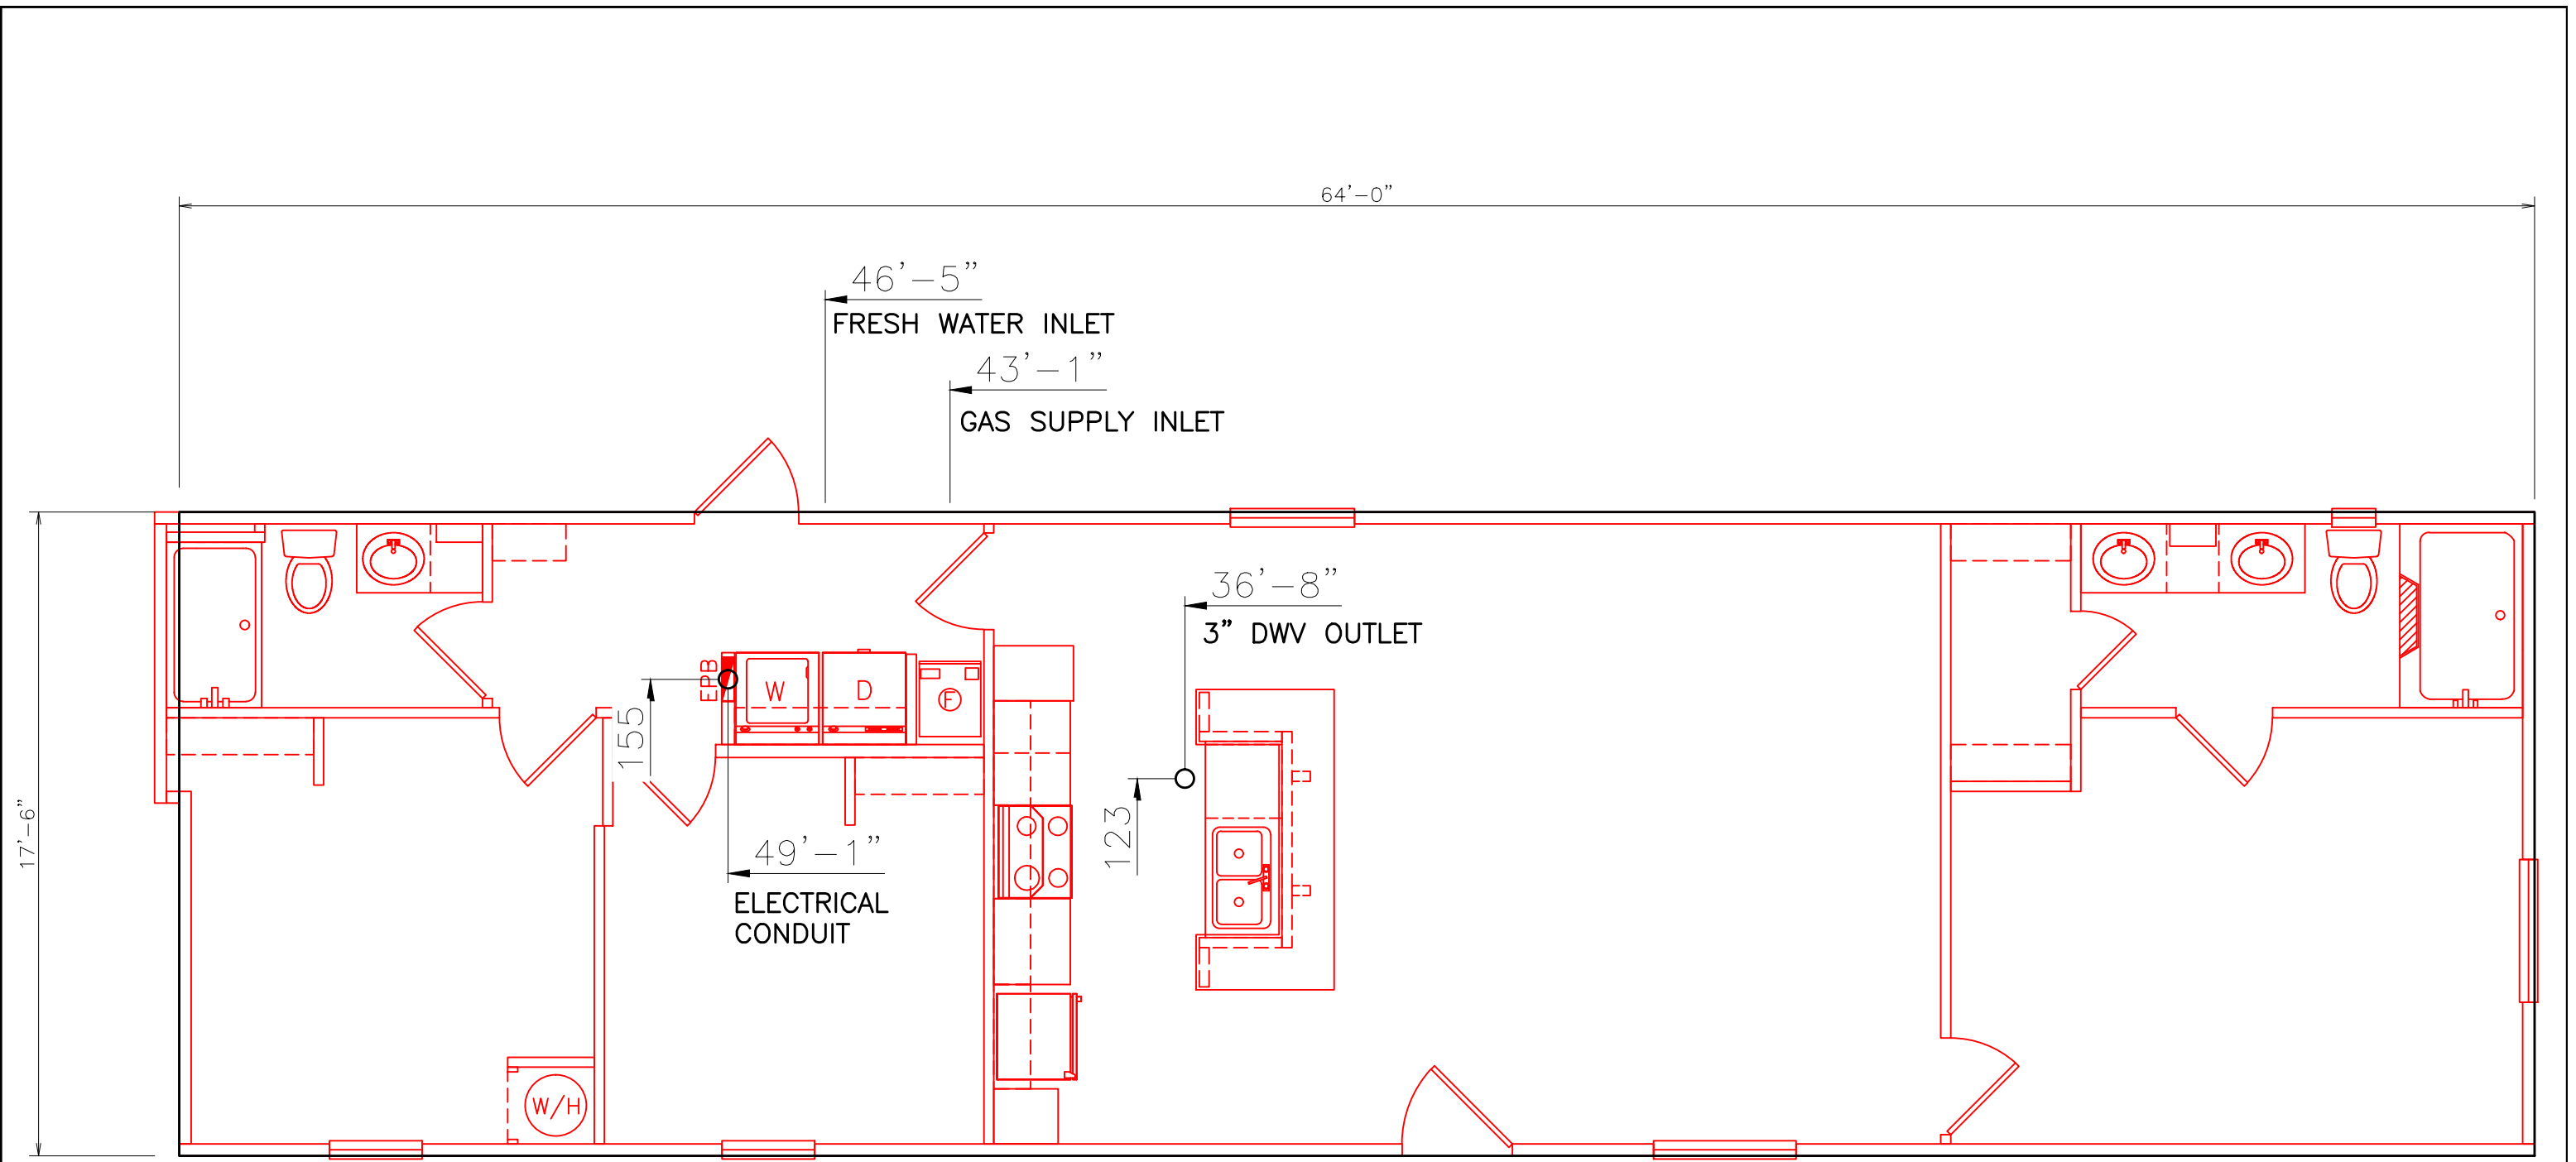 64'-0"
46'-5"
FRESH WATER INLET
43'-1"
GAS SUPPLY INLET
36'-8"
3" DWV OUTLET
EPB
W
D
F
155
17'-6"
123
49'-1"
ELECTRICAL
CONDUIT
W/H